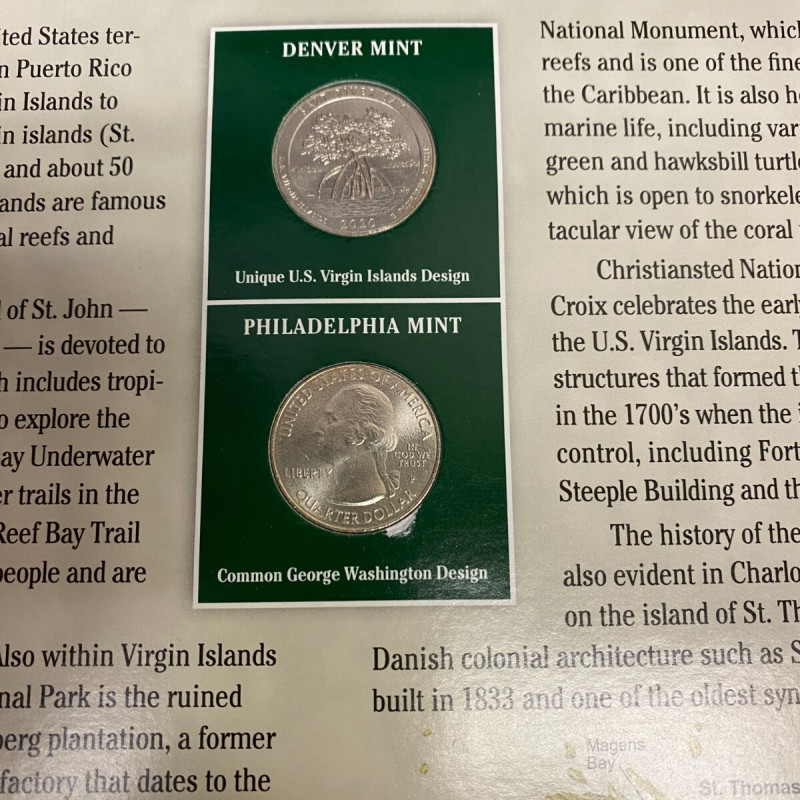 ited States ter-
n Puerto Rico
in Islands to
in islands (St.
and about 50
ands are famous
al reefs and
l of St. John —
— is devoted to
h includes tropi-
o explore the
ay Underwater
er trails in the
Reef Bay Trail
people and are
Also within Virgin Islands
nal Park is the ruined
berg plantation, a former
factory that dates to the
DENVER MINT
SALT RIVER BAY
2020
Unique U.S. Virgin Islands Design
PHILADELPHIA MINT
UNITED STATES OF AMERICA
LIBERTY
IN
GOD WE
TRUST
P
QUARTER DOLLAR
Common George Washington Design
National Monument, which
reefs and is one of the fine
the Caribbean. It is also h
marine life, including var
green and hawksbill turtl
which is open to snorkele
tacular view of the coral
Christiansted Nation
Croix celebrates the early
the U.S. Virgin Islands. T
structures that formed th
in the 1700's when the i
control, including Fort
Steeple Building and th
The history of the
also evident in Charlo
on the island of St. Th
Danish colonial architecture such as S
built in 1833 and one of the oldest syn
Magens
Bay
St. Thomas